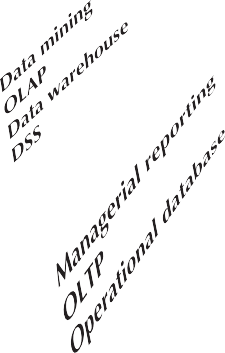 Data mining
OLAP
Data warehouse
DSS
Managerial reporting
OLTP
Operational database